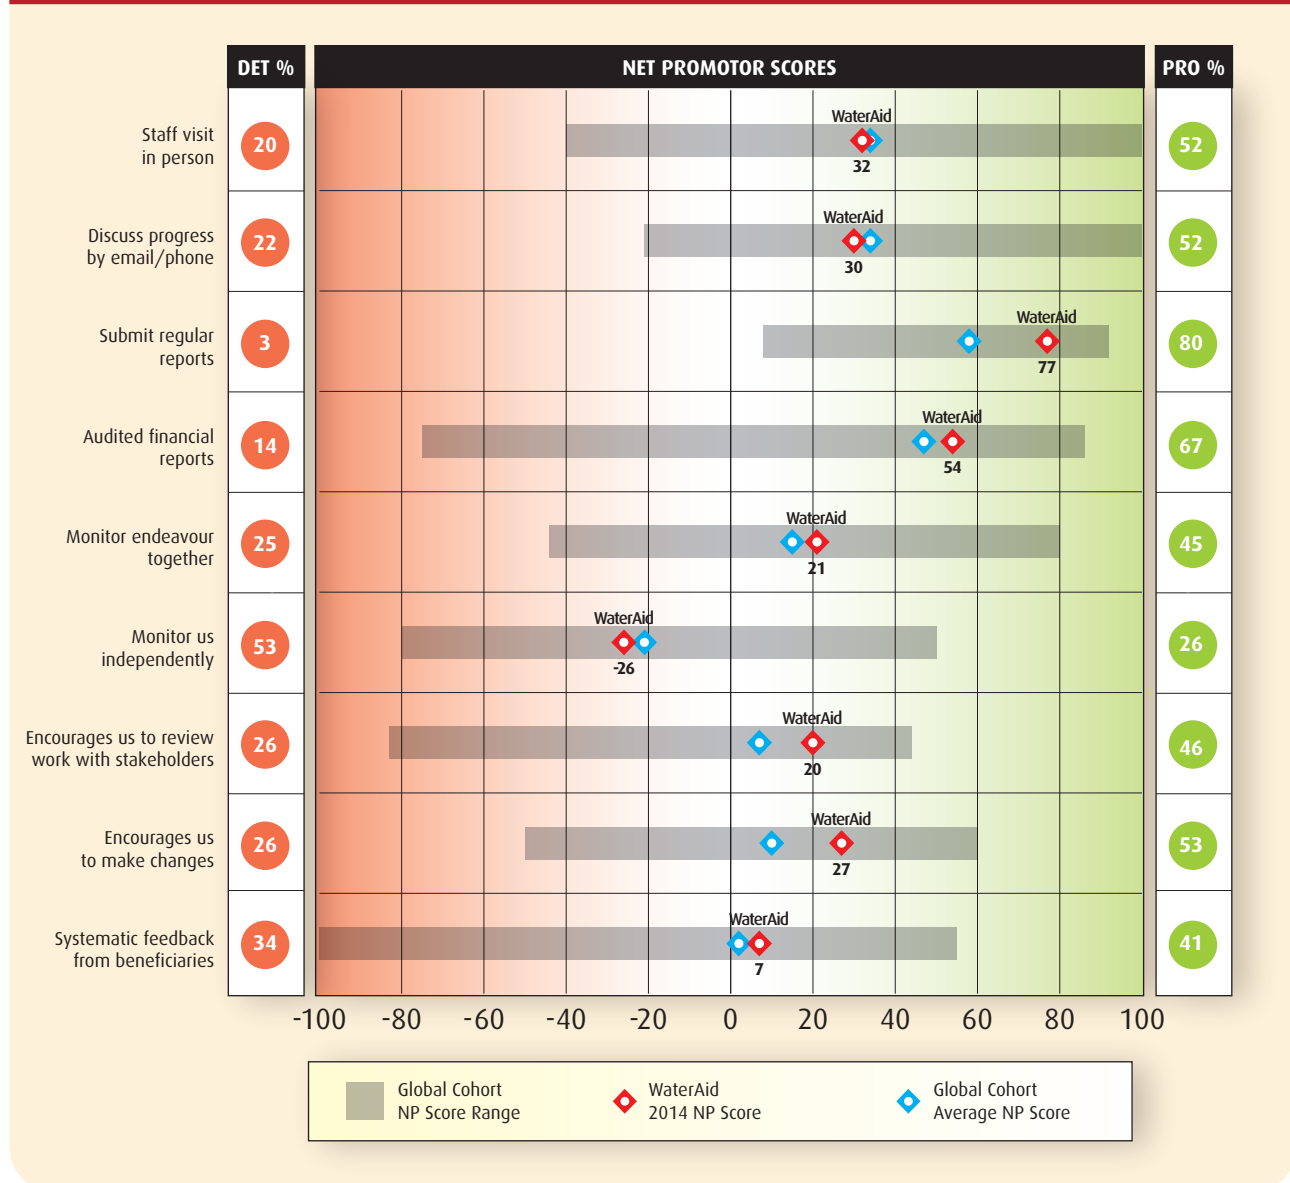 DET %
NET PROMOTOR SCORES
PRO %
Staff visit
in person
20
WaterAid
32
52
Discuss progress
by email/phone
22
WaterAid
30
52
Submit regular
reports
3
WaterAid
77
80
Audited financial
reports
14
WaterAid
54
67
Monitor endeavour
together
25
WaterAid
21
45
Monitor us
independently
53
WaterAid
-26
26
Encourages us to review
work with stakeholders
26
WaterAid
20
46
Encourages us
to make changes
26
WaterAid
27
53
Systematic feedback
from beneficiaries
34
WaterAid
7
41
-100 -80 -60 -40 -20 0 20 40 60 80 100
Global Cohort
NP Score Range
WaterAid
2014 NP Score
Global Cohort
Average NP Score